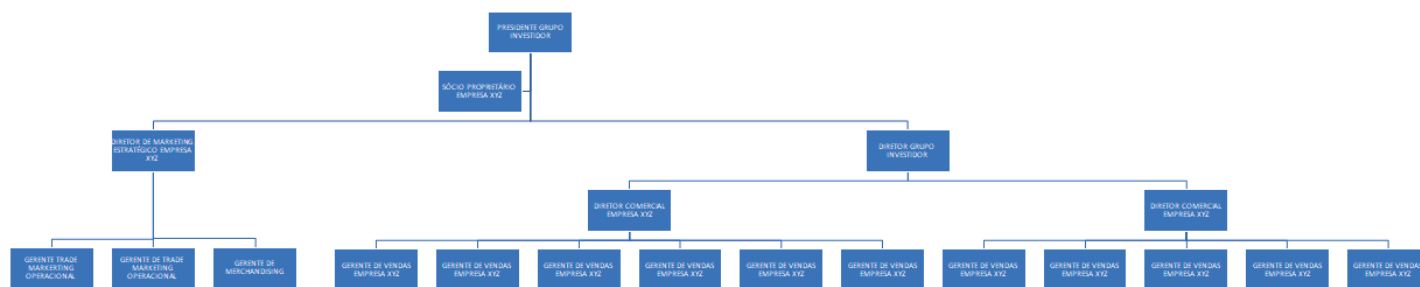 PRESIDENTE GRUPO
INVESTIDOR
SÓCIO PROPRIETÁRIO
EMPRESA XYZ
DIRETOR DE MARKETING
ESTRATÉGICO EMPRESA
XYZ
DIRETOR GRUPO
INVESTIDOR
DIRETOR COMERCIAL
EMPRESA XYZ
DIRETOR COMERCIAL
EMPRESA XYZ
GERENTE TRADE
MARKERTING
OPERACIONAL
GERENTE DE TRADE
MARKETING
OPERACIONAL
GERENTE DE
MERCHANDISING
GERENTE DE VENDAS
EMPRESA XYZ
GERENTE DE VENDAS
EMPRESA XYZ
GERENTE DE VENDAS
EMPRESA XYZ
GERENTE DE VENDAS
EMPRESA XYZ
GERENTE DE VENDAS
EMPRESA XYZ
GERENTE DE VENDAS
EMPRESA XYZ
GERENTE DE VENDAS
EMPRESA XYZ
GERENTE DE VENDAS
EMPRESA XYZ
GERENTE DE VENDAS
EMPRESA XYZ
GERENTE DE VENDAS
EMPRESA XYZ
GERENTE DE VENDAS
EMPRESA XYZ